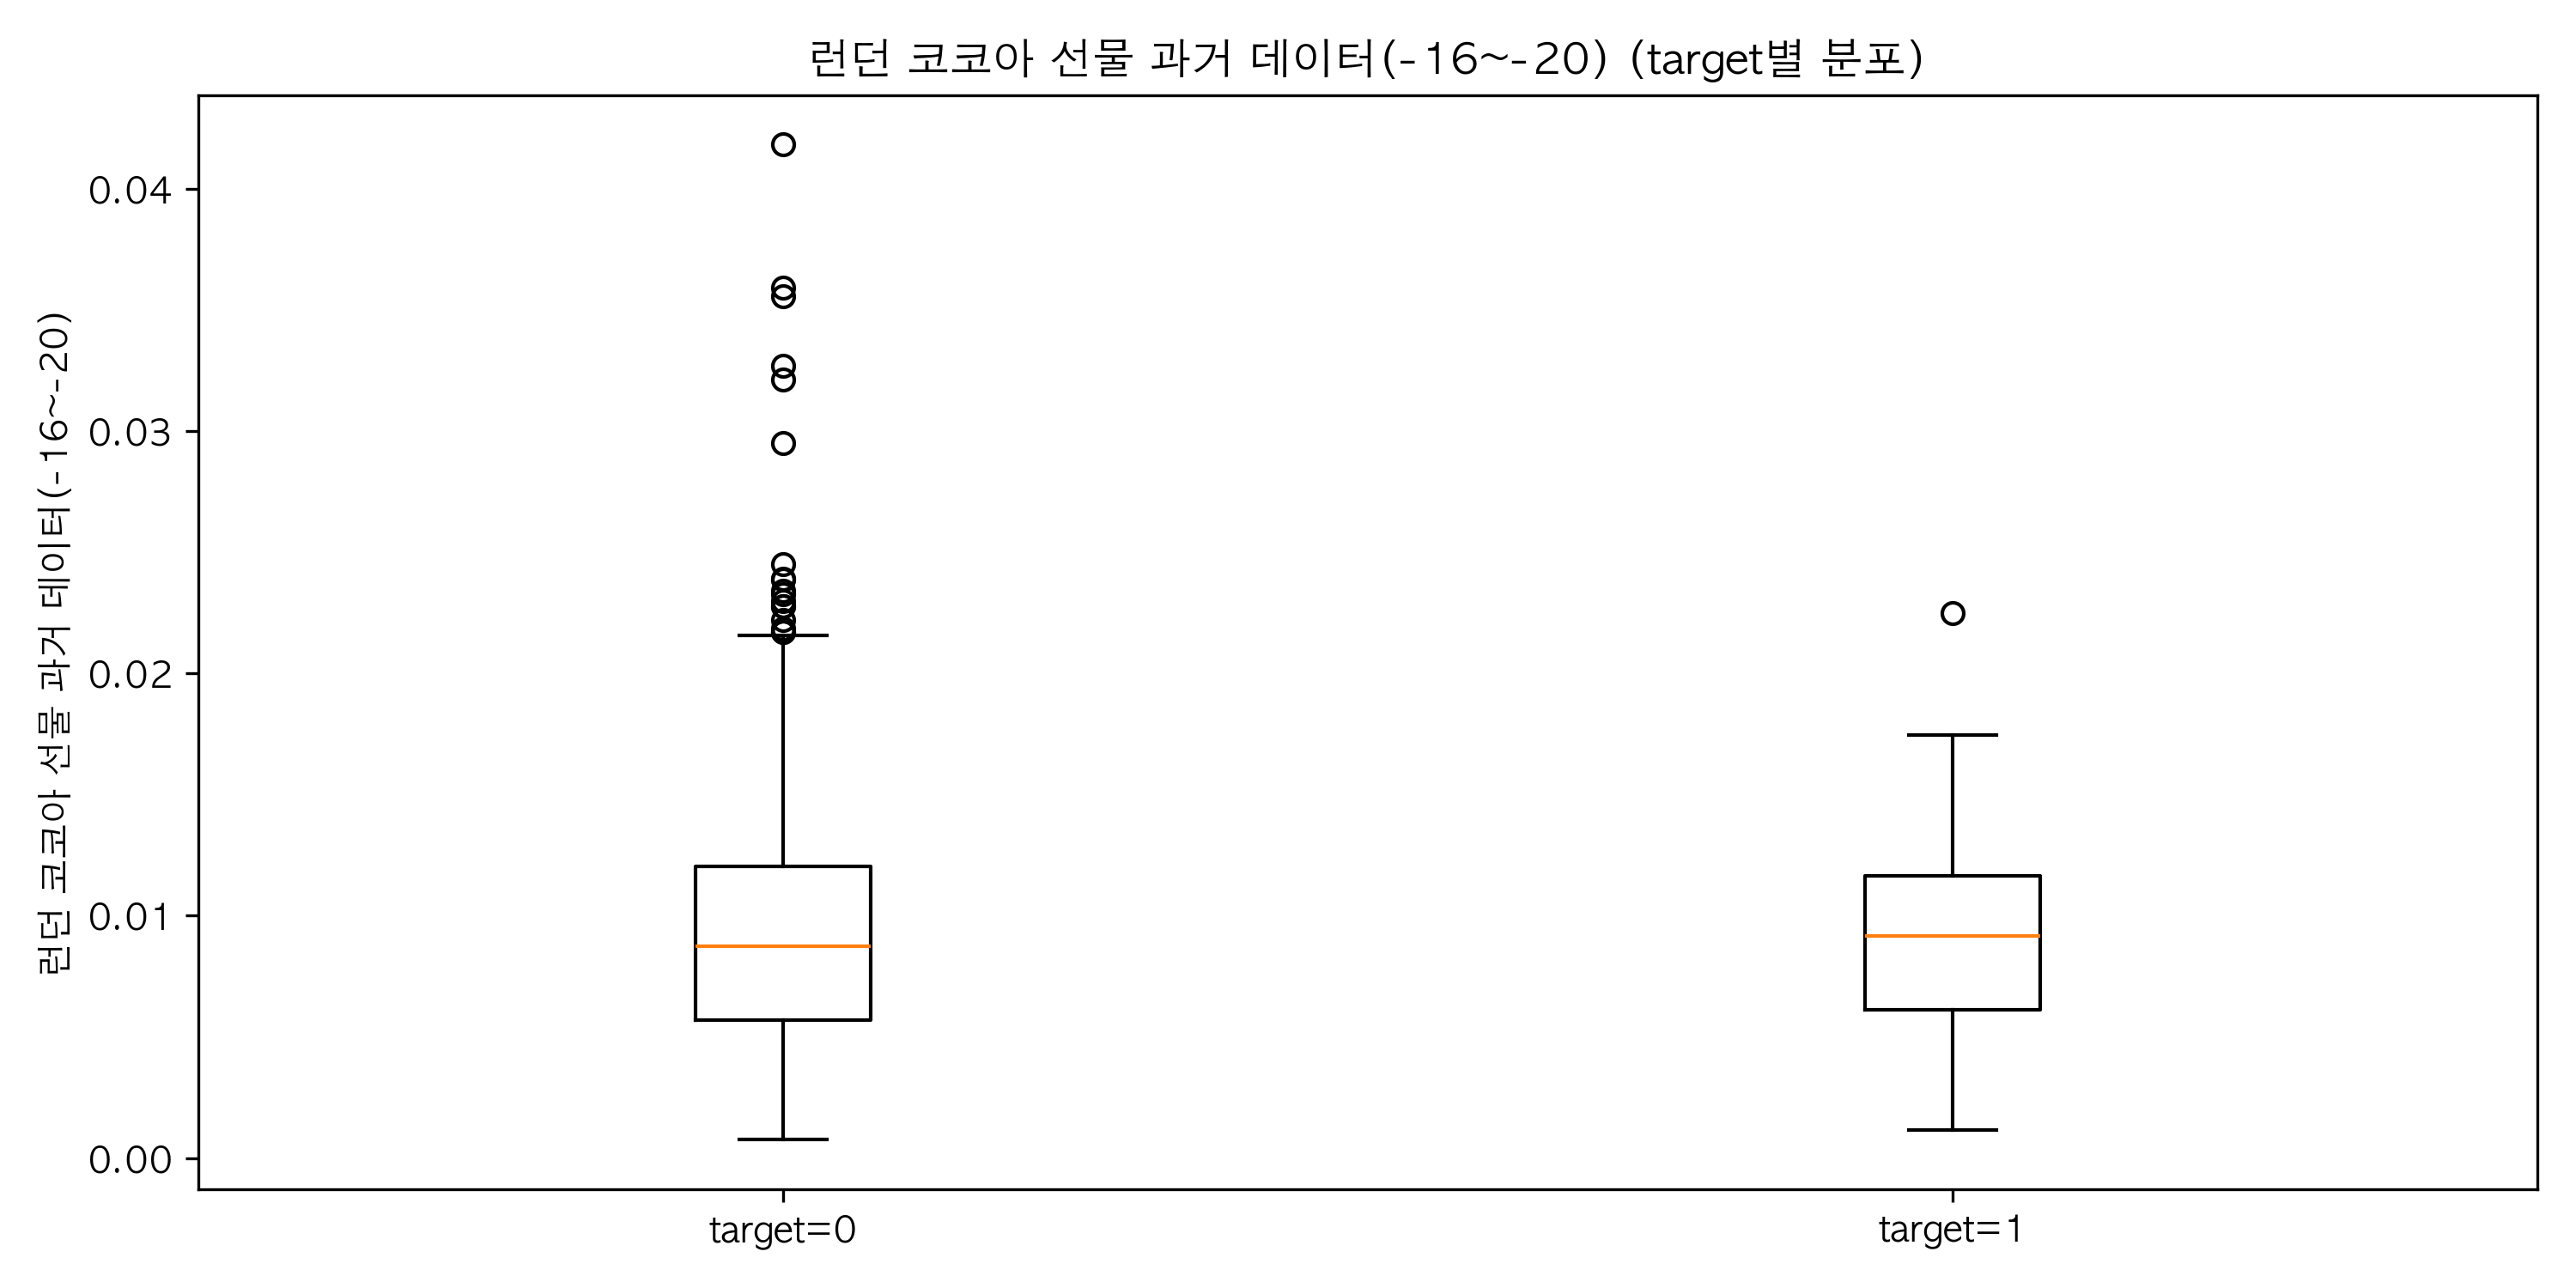 런던 코코아 선물 과거 데이터(-16~-20) (target별 분포)
런던 코코아 선물 과거 데이터(-16~-20)
0.04
0.03
0.02
0.01
0.00
target=0
target=1